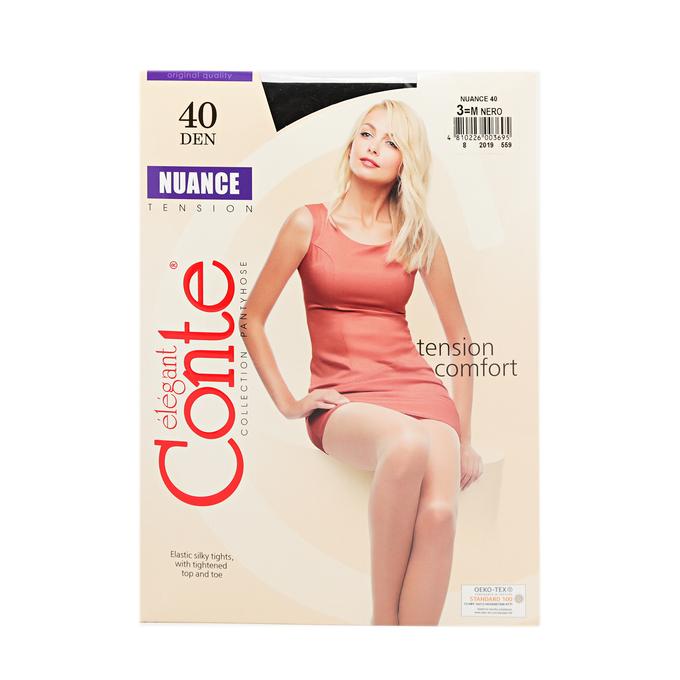 original quality
40
DEN
NUANCE
TENSION
NUANCE 40
3=M NERO
4 810226 003695
8 2019 559
élégant
Conte®
COLLECTION PANTYHOSE
tension
comfort
Elastic silky tights,
with tightened
top and toe
OEKO-TEX®
STANDARD 100